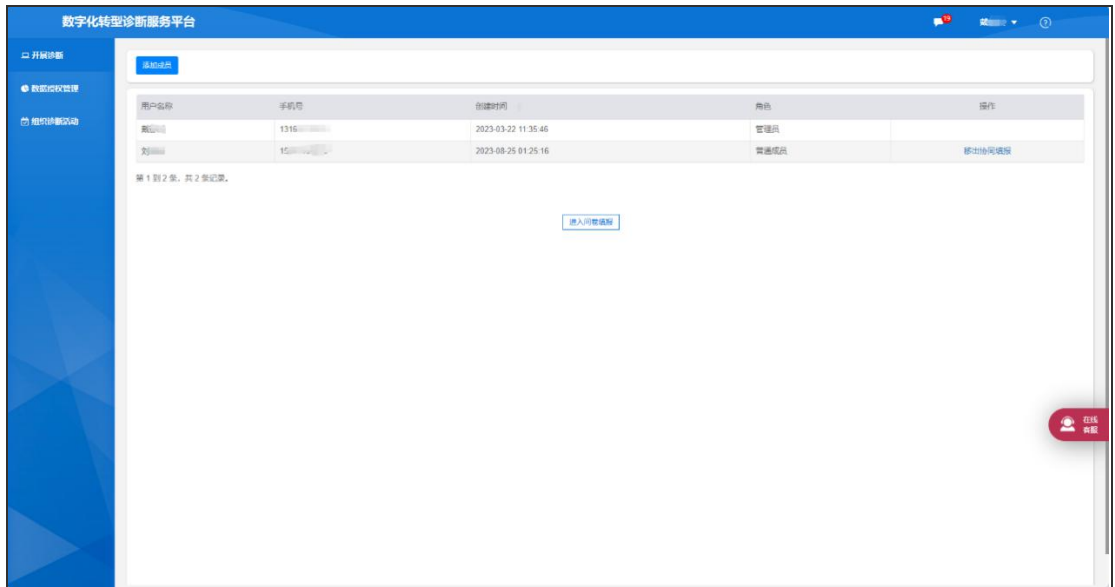 数字化转型诊断服务平台
19
开展诊断
数据授权管理
组织诊断活动
添加成员
用户名称 手机号 创建时间 角色 操作
1316 2023-03-22 11:35:46 管理员
刘 15 2023-08-25 01:25:16 普通成员 移出协同填报
第 1 到 2 条，共 2 条记录。
进入问卷填报
在线
客服